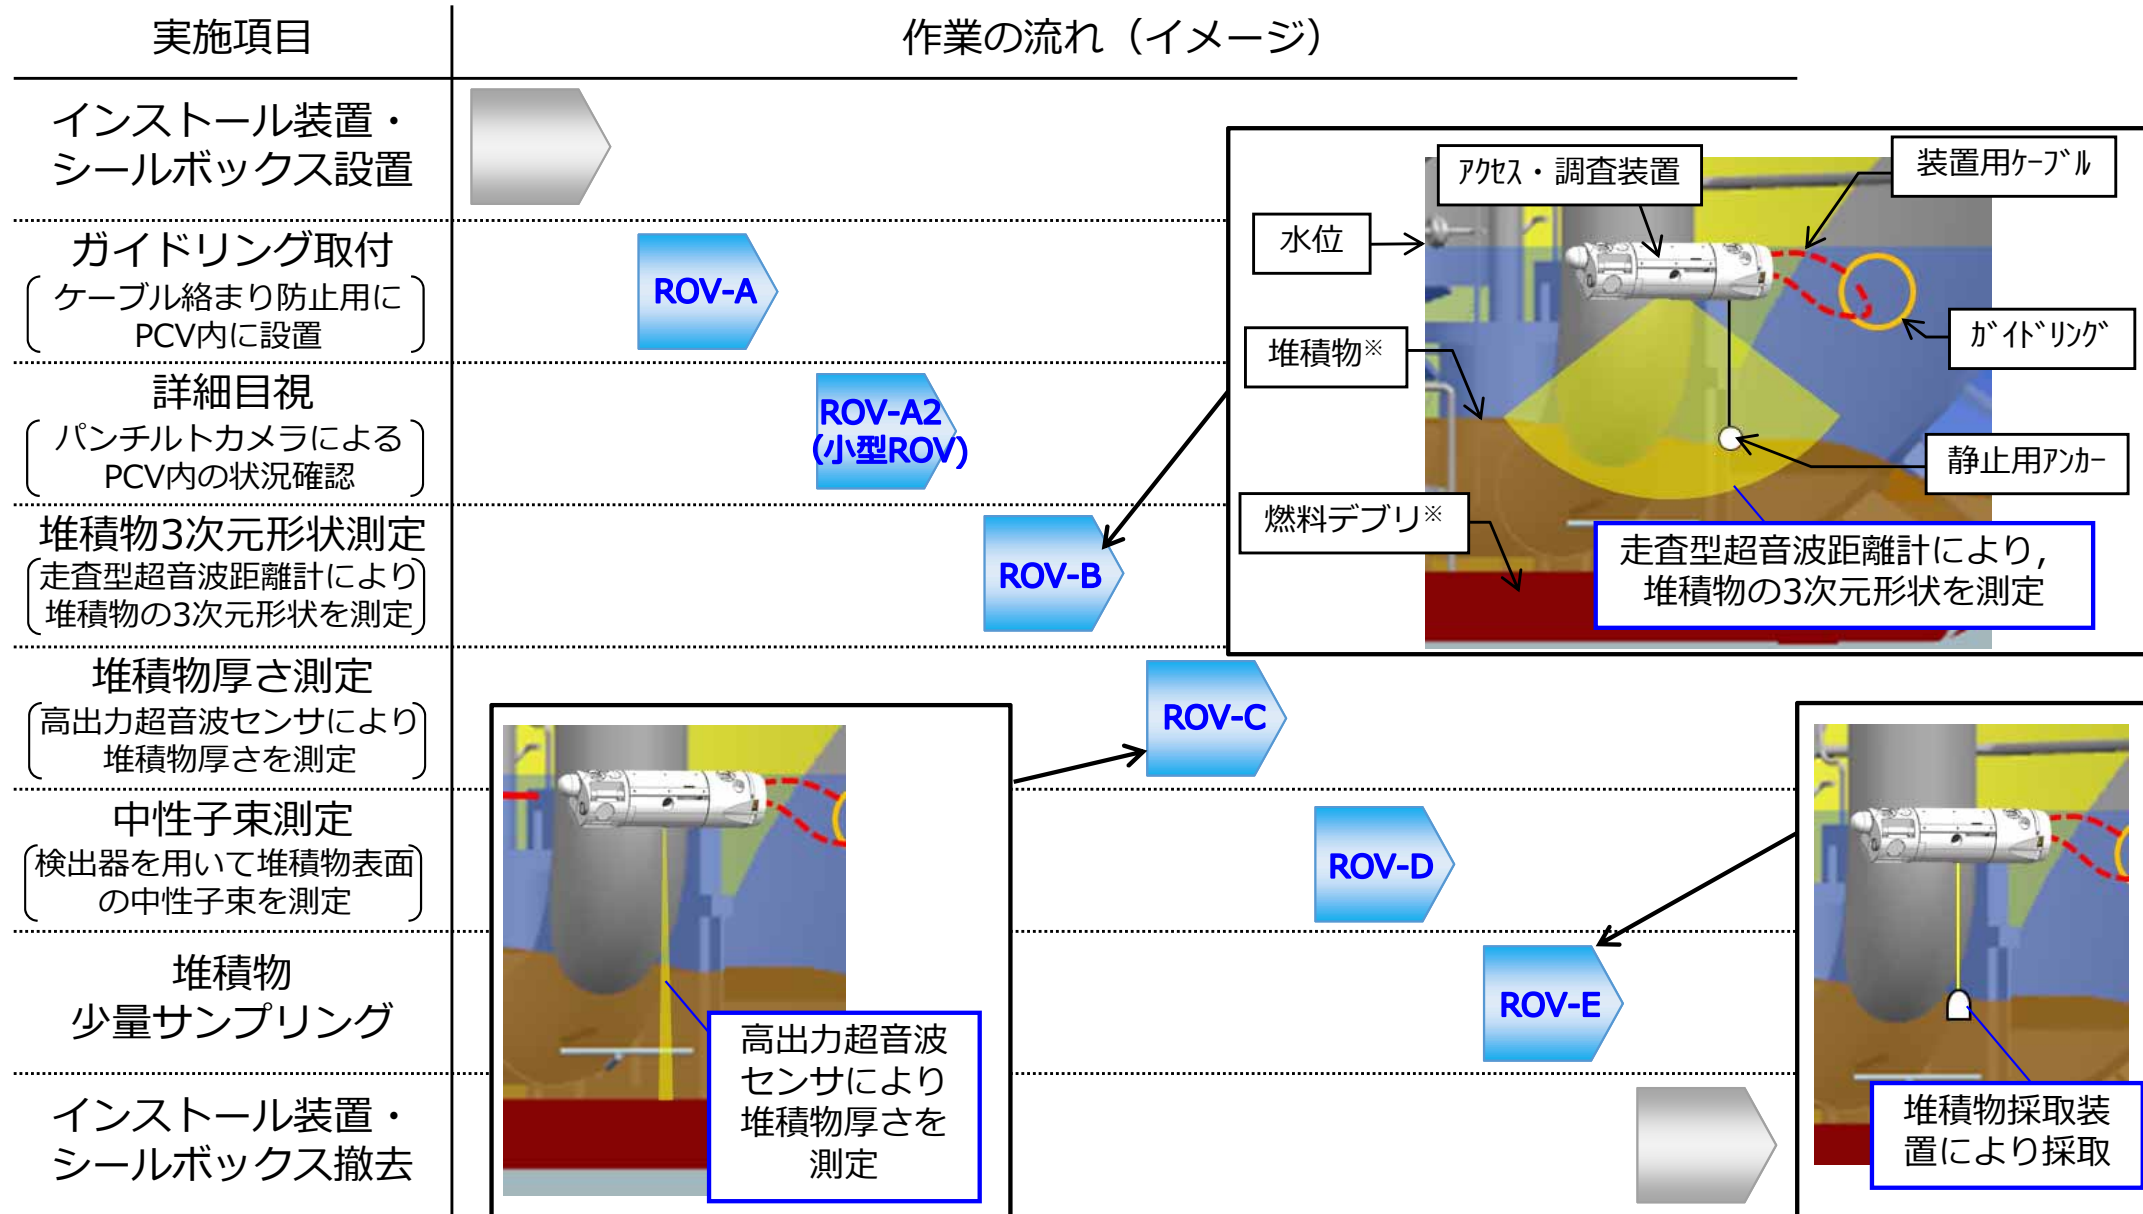 実施項目
作業の流れ（イメージ）
インストール装置・
シールボックス設置
ガイドリング取付
ケーブル絡まり防止用に
PCV内に設置
ROV-A
詳細目視
パンチルトカメラによる
PCV内の状況確認
ROV-A2
(小型ROV)
堆積物3次元形状測定
走査型超音波距離計により
堆積物の3次元形状を測定
ROV-B
アクセス・調査装置
装置用ケーブル
水位
ガイドリング
堆積物※
静止用アンカー
燃料デブリ※
走査型超音波距離計により,
堆積物の3次元形状を測定
堆積物厚さ測定
高出力超音波センサにより
堆積物厚さを測定
ROV-C
中性子束測定
検出器を用いて堆積物表面
の中性子束を測定
ROV-D
堆積物
少量サンプリング
ROV-E
高出力超音波
センサにより
堆積物厚さを
測定
インストール装置・
シールボックス撤去
堆積物採取装
置により採取